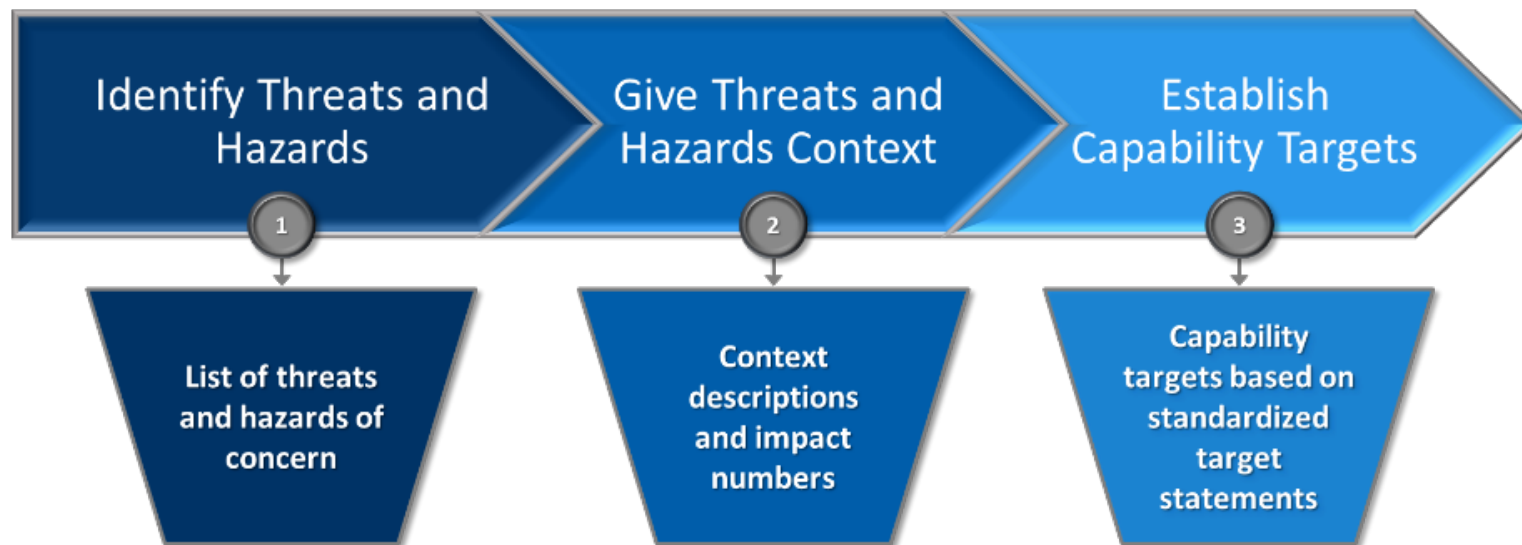 Identify Threats and
Hazards
Give Threats and
Hazards Context
Establish
Capability Targets
1
2
3
List of threats
and hazards of
concern
Context
descriptions
and impact
numbers
Capability
targets based on
standardized
target
statements